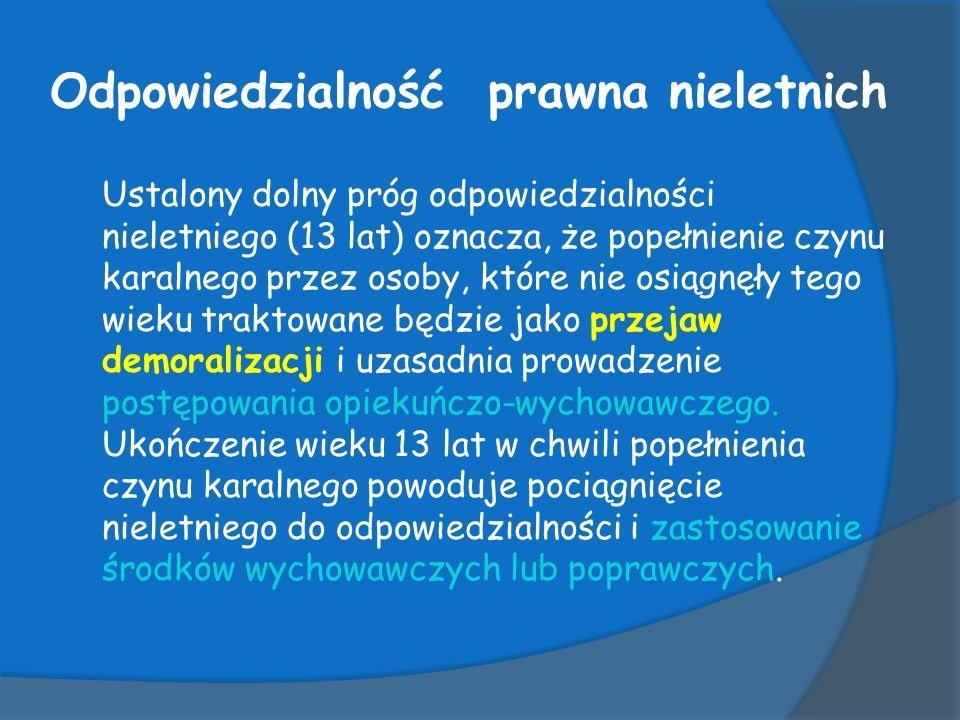 Odpowiedzialność prawna nieletnich
Ustalony dolny próg odpowiedzialności
nieletniego (13 lat) oznacza, że popełnienie czynu
karalnego przez osoby, które nie osiągnęły tego
wieku traktowane będzie jako przejaw
demoralizacji i uzasadnia prowadzenie
postępowania opiekuńczo-wychowawczego.
Ukończenie wieku 13 lat w chwili popełnienia
czynu karalnego powoduje pociągnięcie
nieletniego do odpowiedzialności i zastosowanie
środków wychowawczych lub poprawczych.